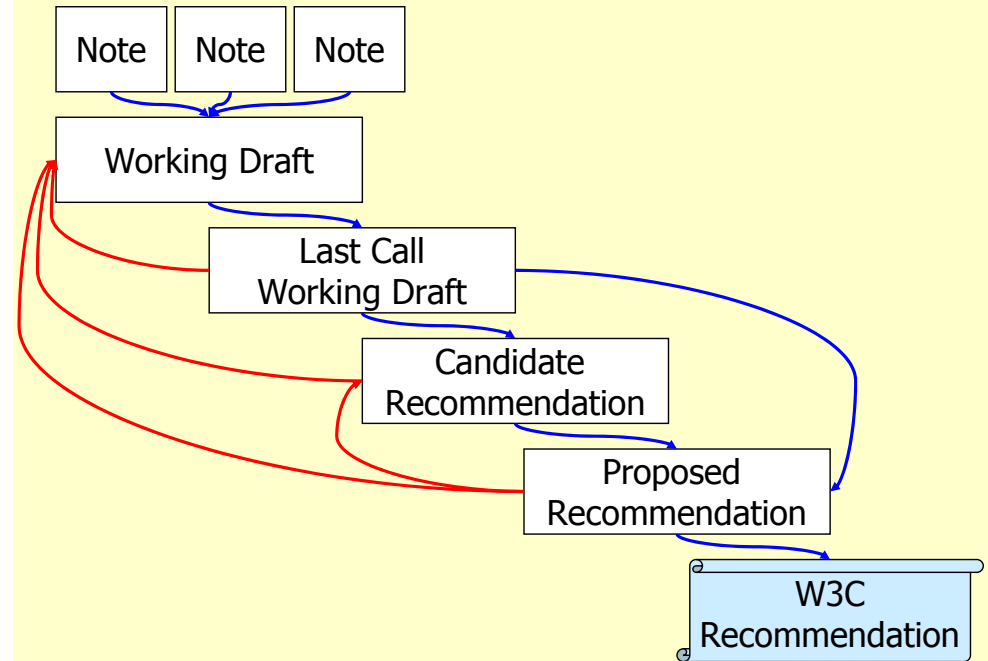 Note
Note
Note
Working Draft
Last Call
Working Draft
Candidate
Recommendation
Proposed
Recommendation
W3C
Recommendation